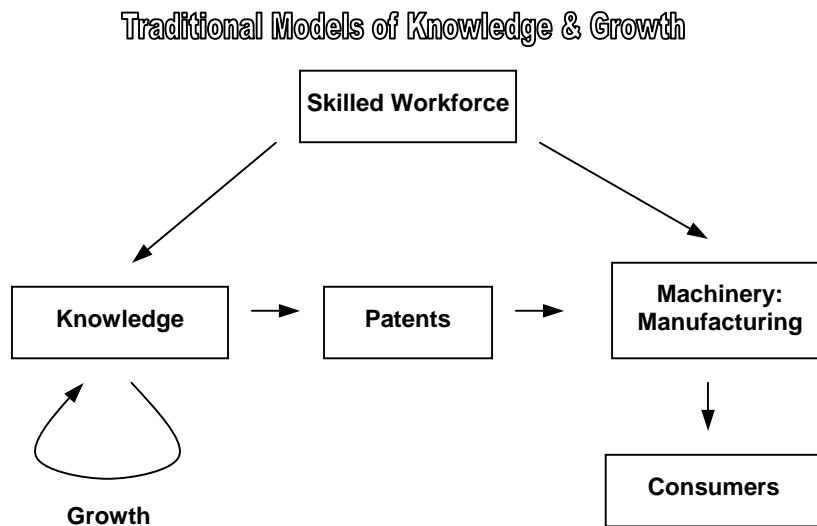 Traditional Models of Knowledge & Growth
Skilled Workforce
Knowledge
Patents
Machinery:
Manufacturing
Consumers
Growth